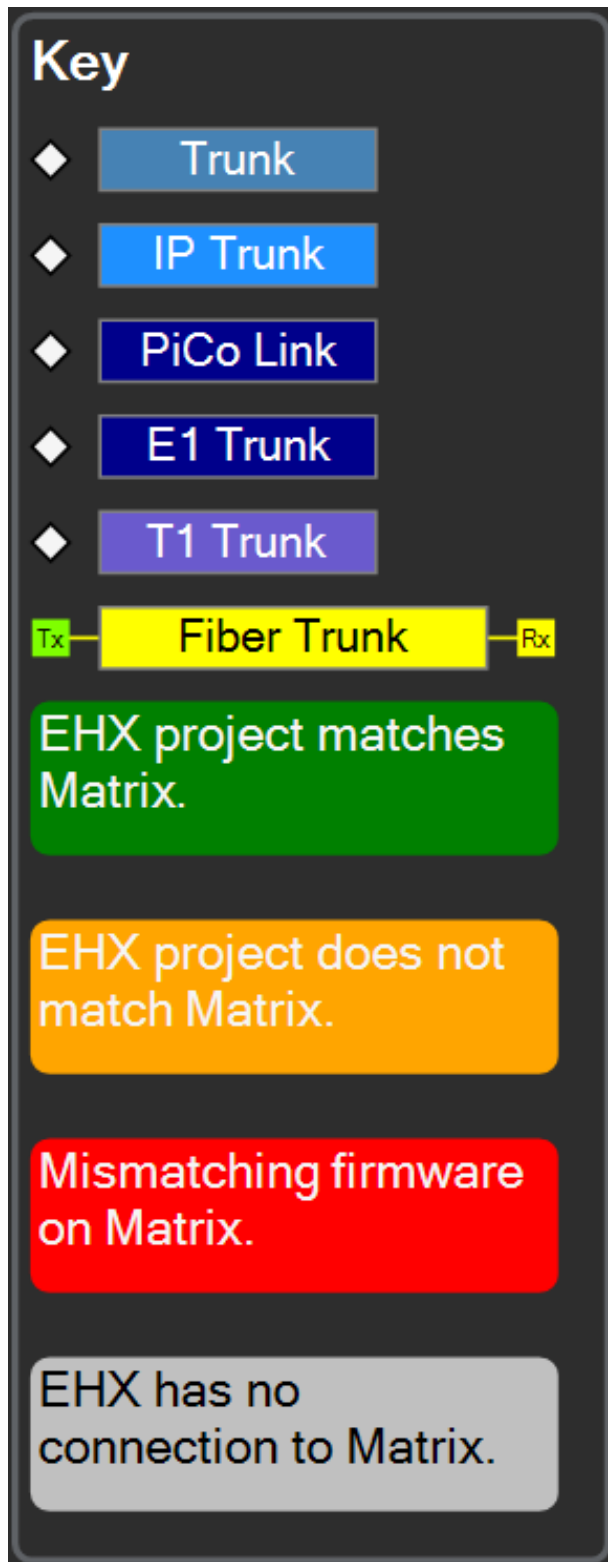 Key
Trunk
IP Trunk
PiCo Link
E1 Trunk
T1 Trunk
Tx Fiber Trunk Rx
EHX project matches
Matrix.
EHX project does not
match Matrix.
Mismatching firmware
on Matrix.
EHX has no
connection to Matrix.